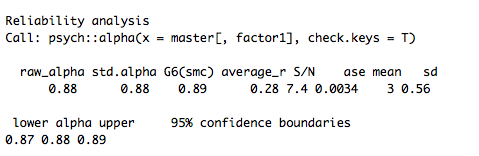 Reliability analysis
Call: psych::alpha(x = master[, factor1], check.keys = T)
raw_alpha std.alpha G6(smc) average_r S/N ase mean sd
0.88 0.88 0.89 0.28 7.4 0.0034 3 0.56
lower alpha upper 95% confidence boundaries
0.87 0.88 0.89